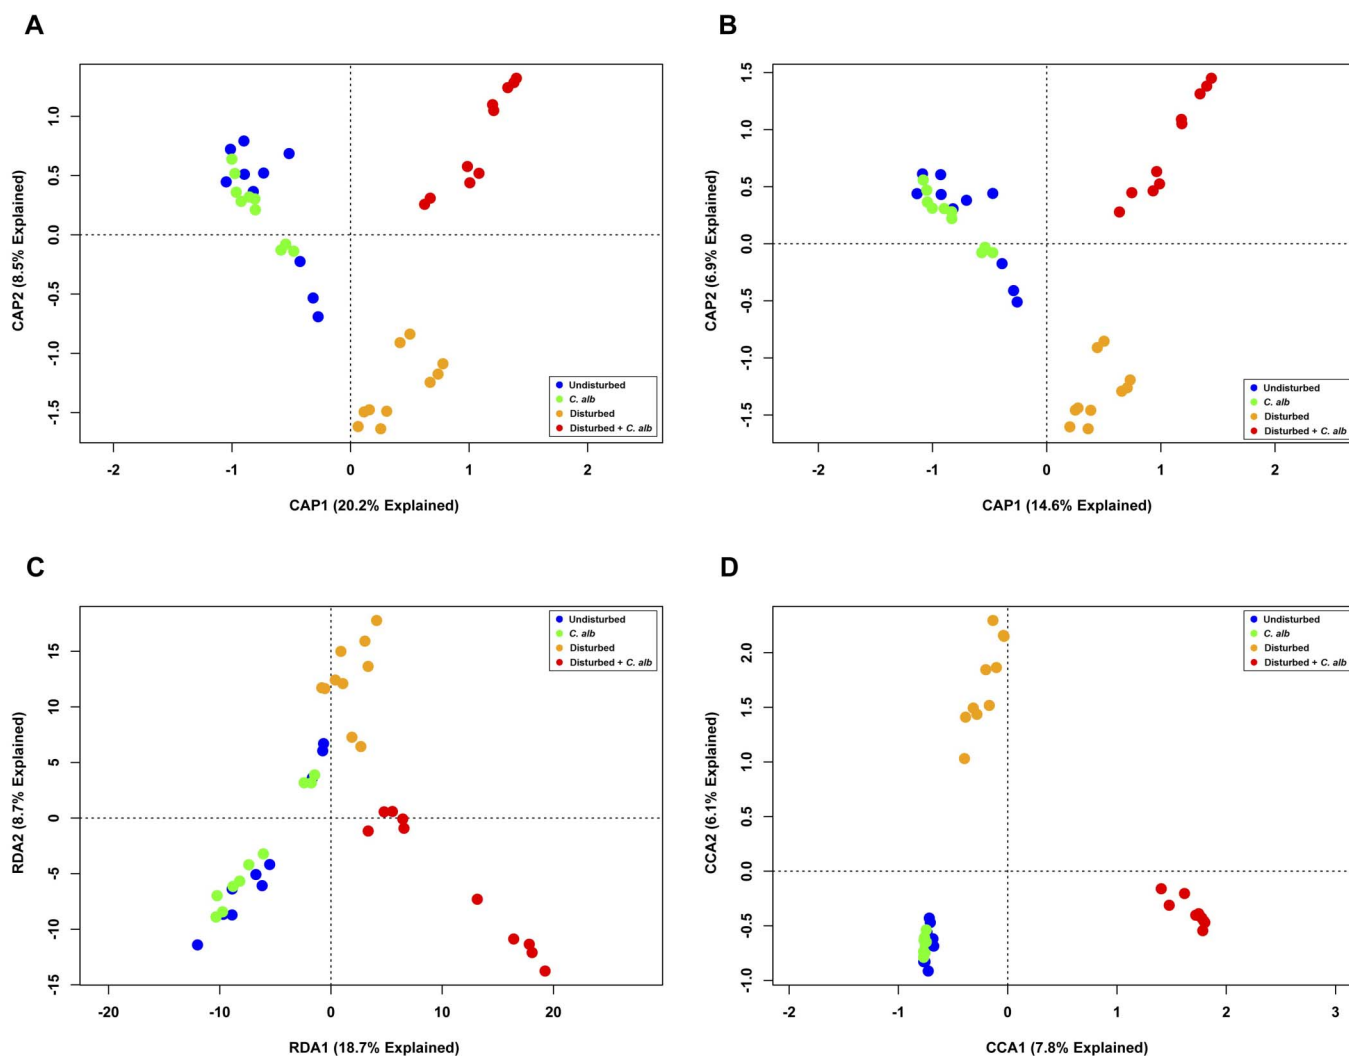 A
CAP2 (8.5% Explained)
1.0
0.5
0.0
-0.5
-1.0
-1.5
Undisturbed
C. alb
Disturbed
Disturbed + C. alb
-2
-1
0
1
2
CAP1 (20.2% Explained)
B
CAP2 (6.9% Explained)
1.5
1.0
0.5
0.0
-0.5
-1.0
-1.5
Undisturbed
C. alb
Disturbed
Disturbed + C. alb
-2
-1
0
1
2
CAP1 (14.6% Explained)
C
RDA2 (8.7% Explained)
15
10
5
0
-5
-10
-15
Undisturbed
C. alb
Disturbed
Disturbed + C. alb
-20
-10
0
10
20
RDA1 (18.7% Explained)
D
CCA2 (6.1% Explained)
2.0
1.5
1.0
0.5
0.0
-0.5
-1.0
Undisturbed
C. alb
Disturbed
Disturbed + C. alb
-2
-1
0
1
2
3
CCA1 (7.8% Explained)